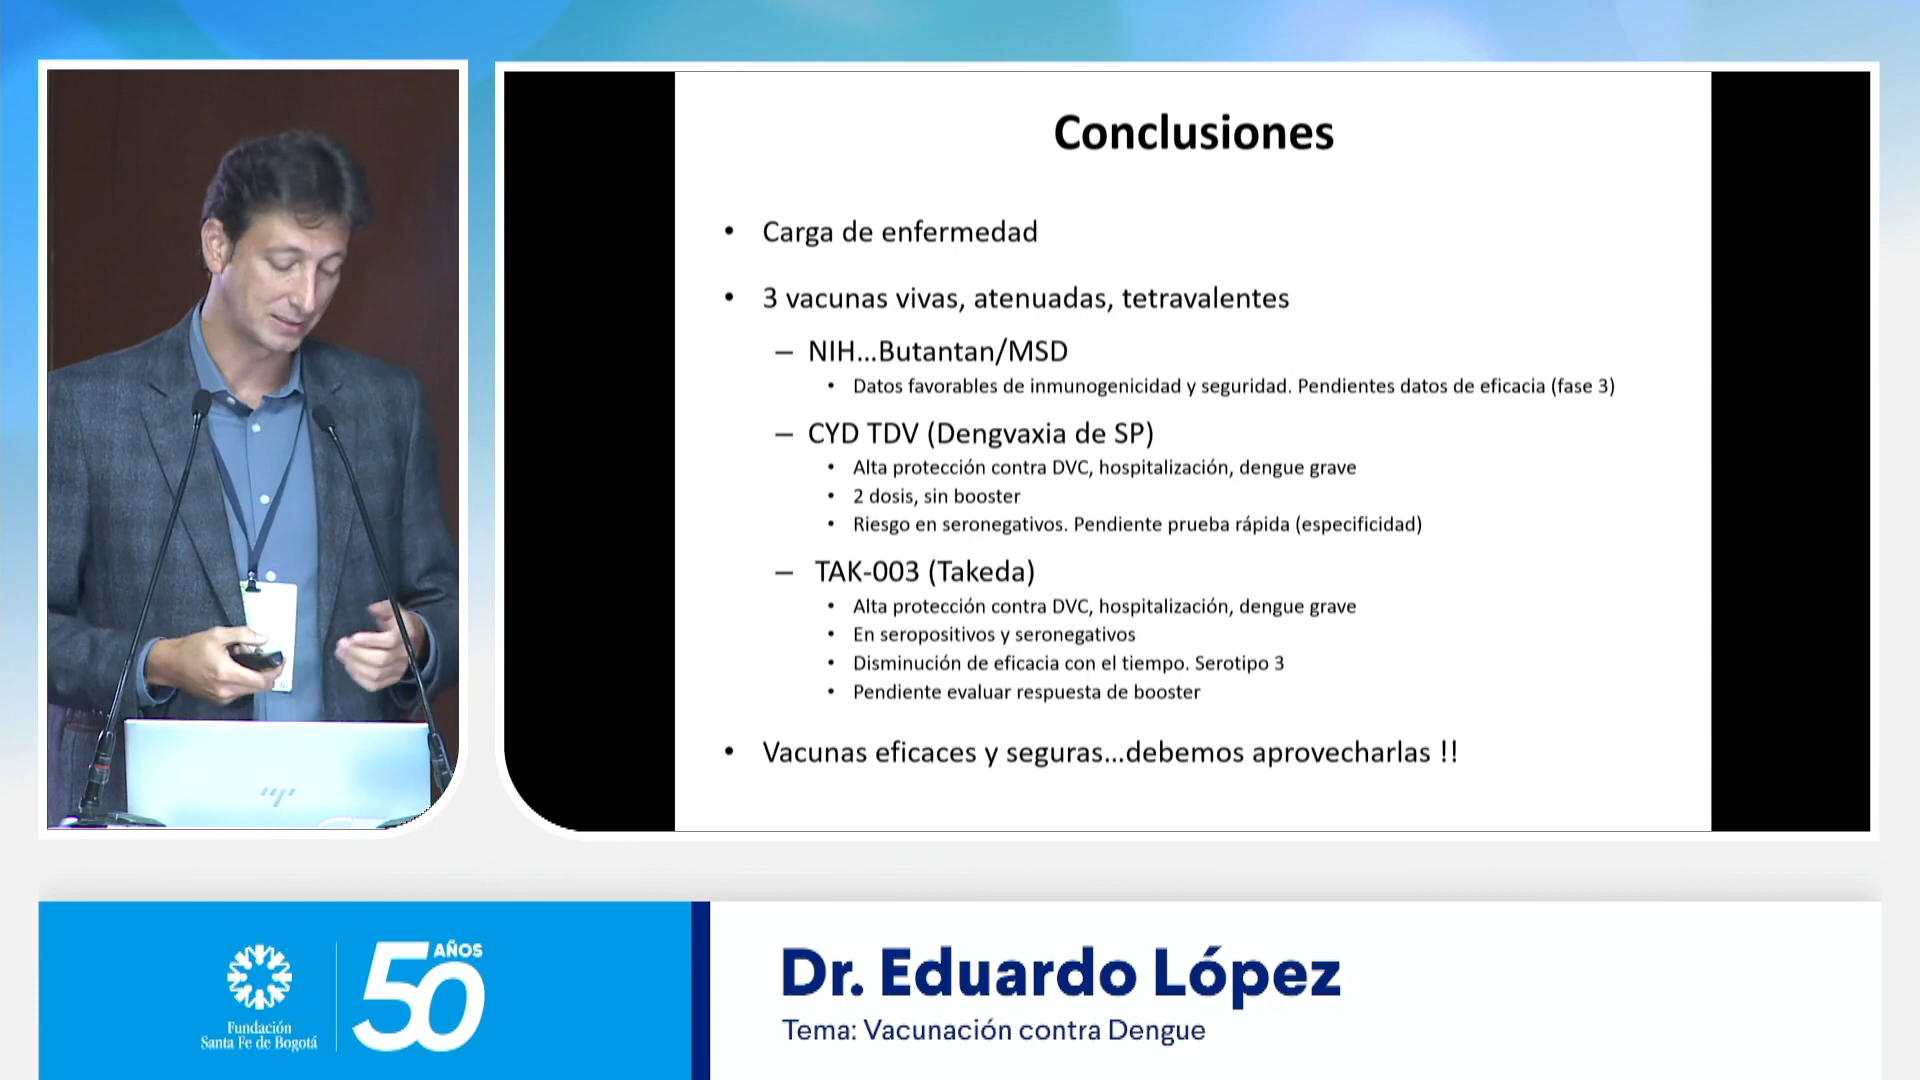 Conclusiones
• Carga de enfermedad
• 3 vacunas vivas, atenuadas, tetravalentes
– NIH...Butantan/MSD
• Datos favorables de inmunogenicidad y seguridad. Pendientes datos de eficacia (fase 3)
– CYD TDV (Dengvaxia de SP)
• Alta protección contra DVC, hospitalización, dengue grave
• 2 dosis, sin booster
• Riesgo en seronegativos. Pendiente prueba rápida (especificidad)
– TAK-003 (Takeda)
• Alta protección contra DVC, hospitalización, dengue grave
• En seropositivos y seronegativos
• Disminución de eficacia con el tiempo. Serotipo 3
• Pendiente evaluar respuesta de booster
• Vacunas eficaces y seguras...debemos aprovecharlas !!
Fundación
Santa Fe de Bogotá
50 AÑOS
Dr. Eduardo López
Tema: Vacunación contra Dengue